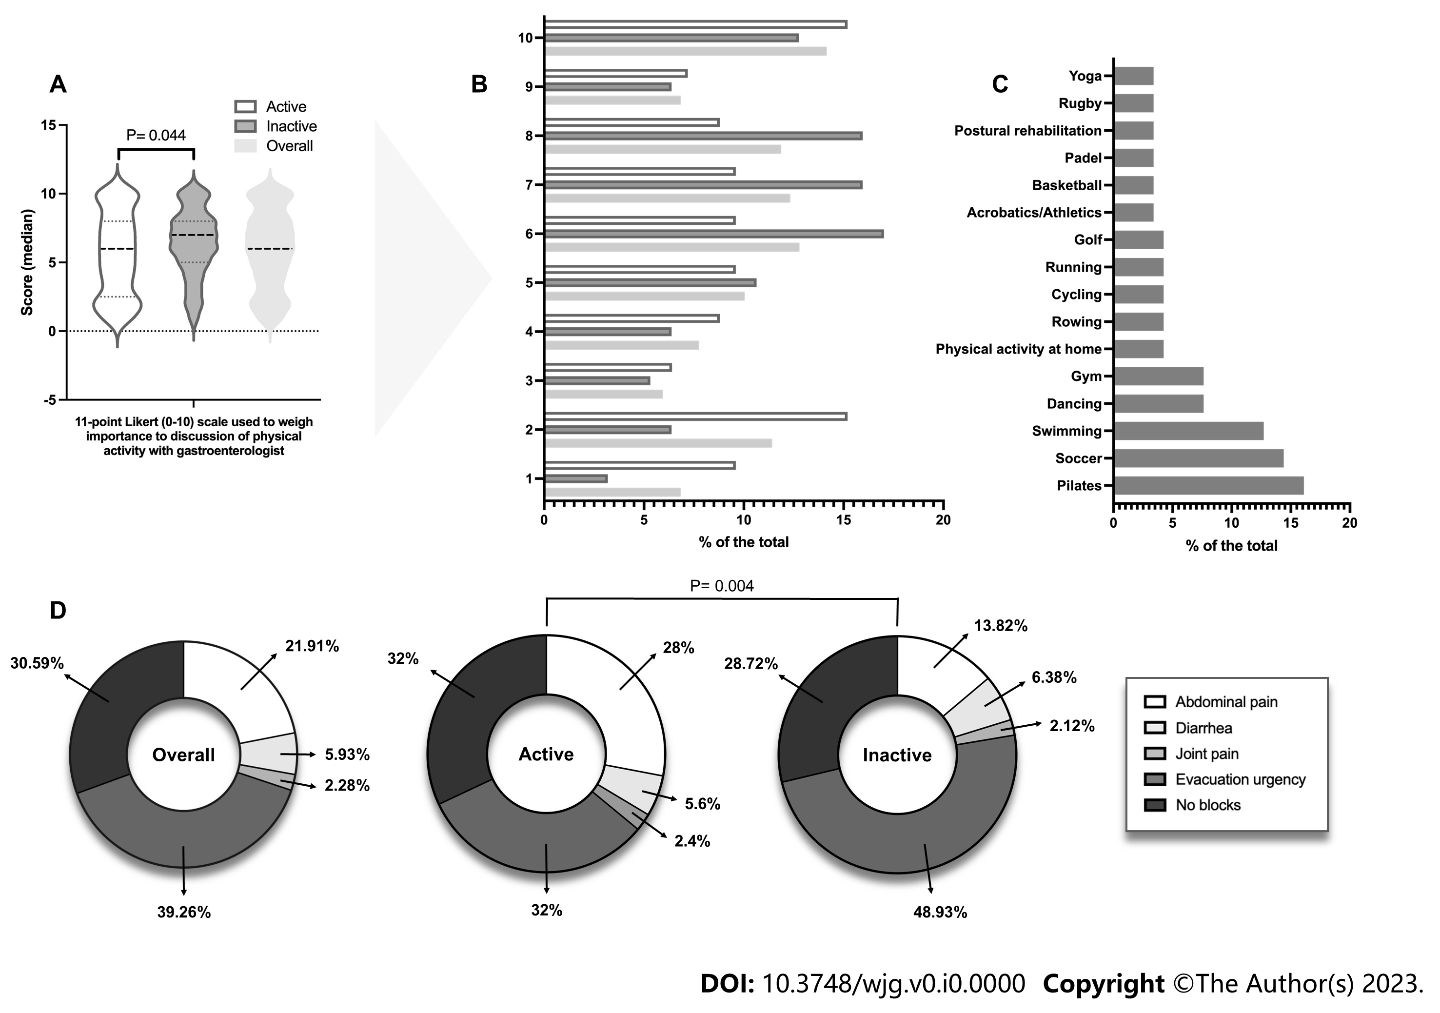 A
Active
Inactive
Overall
P= 0.044
15
10
5
0
-5
Score (median)
11-point Likert (0-10) scale used to weigh
importance to discussion of physical
activity with gastroenterologist
B
10
9
8
7
6
5
4
3
2
1
0
5
10
15
20
% of the total
C
Yoga
Rugby
Postural rehabilitation
Padel
Basketball
Acrobatics/Athletics
Golf
Running
Cycling
Rowing
Physical activity at home
Gym
Dancing
Swimming
Soccer
Pilates
0
5
10
15
20
% of the total
D
P= 0.004
30.59%
21.91%
Overall
5.93%
2.28%
39.26%
32%
28%
Active
5.6%
2.4%
32%
28.72%
13.82%
6.38%
2.12%
Inactive
48.93%
Abdominal pain
Diarrhea
Joint pain
Evacuation urgency
No blocks
DOI: 10.3748/wjg.v0.i0.0000 Copyright ©The Author(s) 2023.